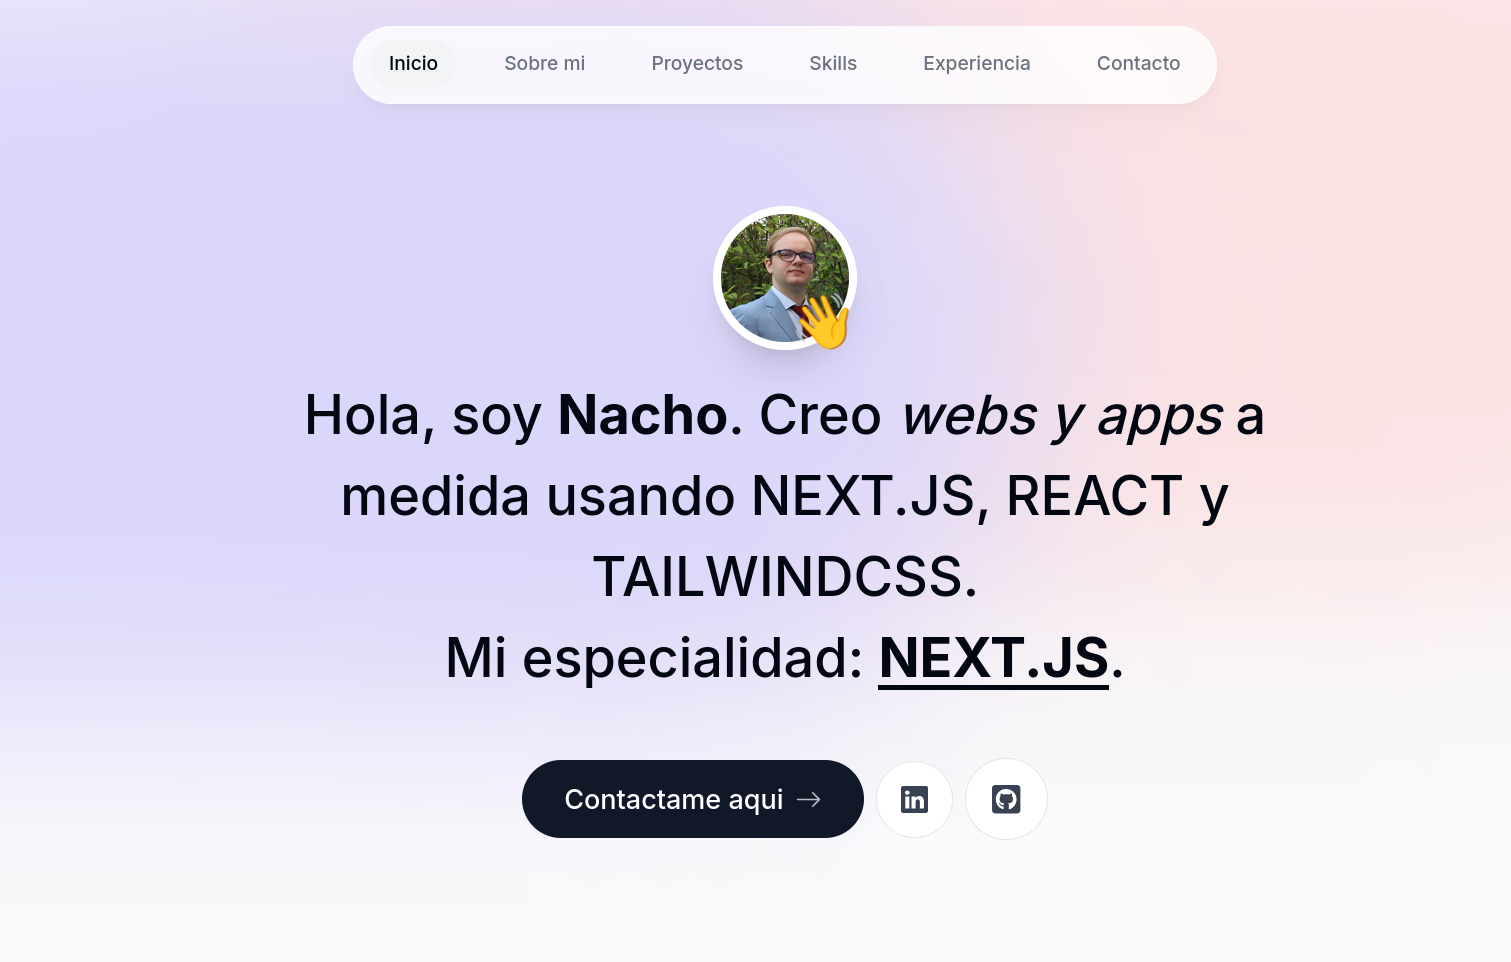 Inicio Sobre mi Proyectos Skills Experiencia Contacto
Hola, soy Nacho. Creo webs y apps a
medida usando NEXT.JS, REACT y
TAILWINDCSS.
Mi especialidad: NEXT.JS.
Contactame aqui
in